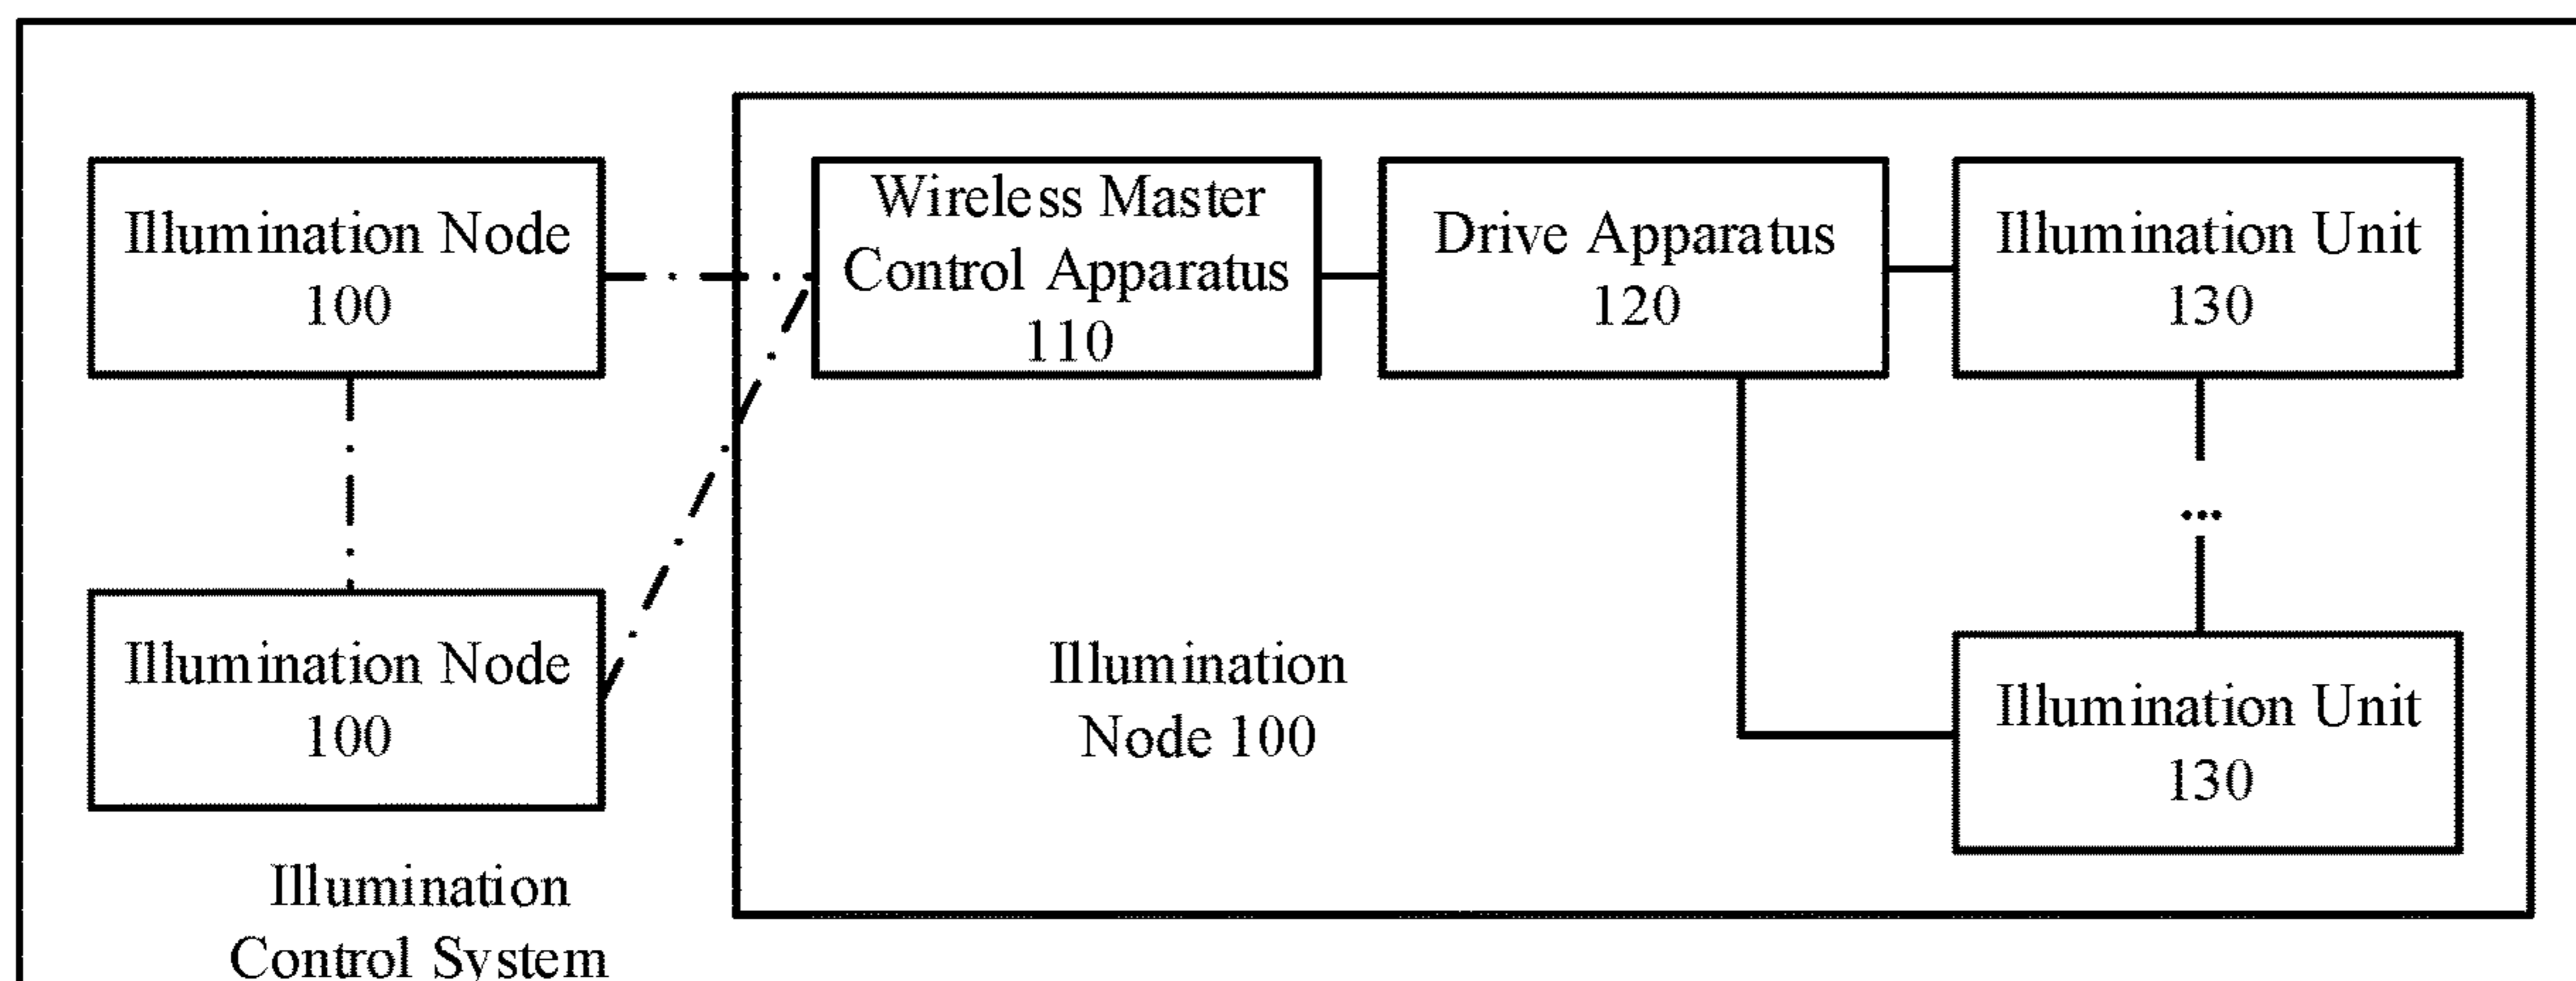 Illumination Node
100
Wireless Master
Control Apparatus
110
Drive Apparatus
120
Illumination Unit
130
...
Illumination Node
100
Illumination
Node 100
Illumination Unit
130
Illumination
Control System